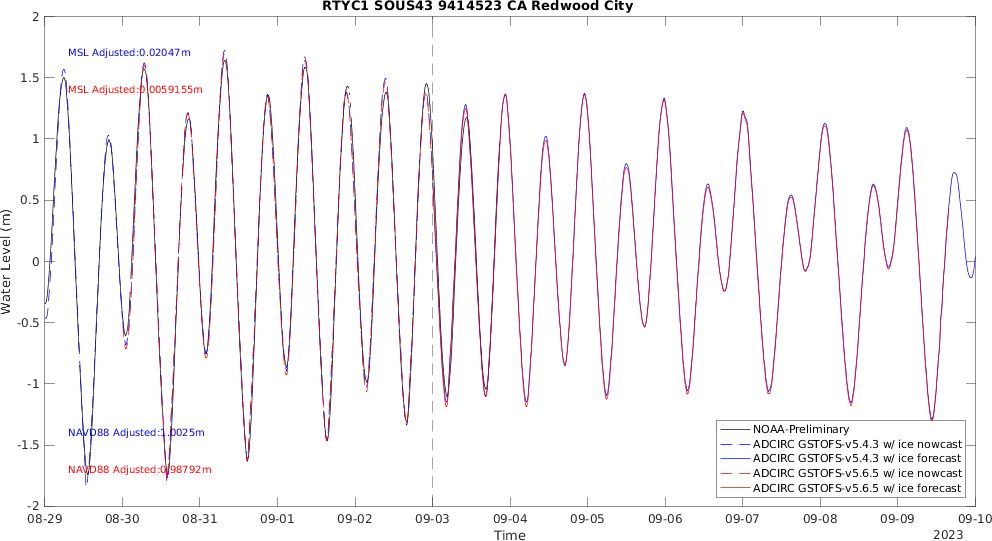 RTYC1 SOUS43 9414523 CA Redwood City
2
1.5
1
0.5
0
-0.5
-1
-1.5
-2
Water Level (m)
MSL Adjusted:0.02047m
MSL Adjusted:0.0059155m
NAVD88 Adjusted:1.0025m
NAVD88 Adjusted:0.98792m
NOAA-Preliminary
ADCIRC GSTOFS-v5.4.3 w/ ice nowcast
ADCIRC GSTOFS-v5.4.3 w/ ice forecast
ADCIRC GSTOFS-v5.6.5 w/ ice nowcast
ADCIRC GSTOFS-v5.6.5 w/ ice forecast
08-29 08-30 08-31 09-01 09-02 09-03 09-04 09-05 09-06 09-07 09-08 09-09 09-10
Time
2023